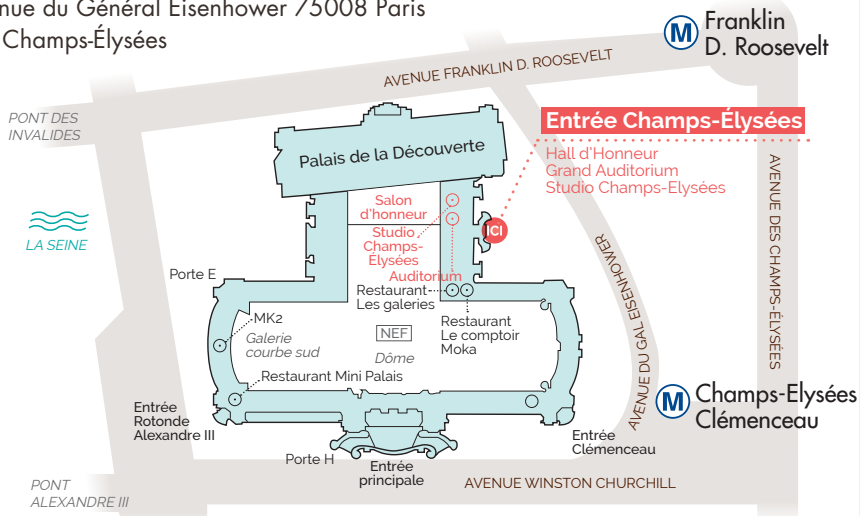 nue du Général Eisenhower 75008 Paris
Champs-Élysées
M Franklin
D. Roosevelt
AVENUE FRANKLIN D. ROOSEVELT
PONT DES
INVALIDES
Entrée Champs-Élysées
Hall d'Honneur
Grand Auditorium
Studio Champs-Elysées
Palais de la Découverte
AVENUE DES CHAMPS-ÉLYSÉES
Salon
d'honneur
Studio
Champs-
Élysées
Auditorium
ICI
LA SEINE
AVENUE DU GAL EISENHOWER
Porte E
Restaurant
Les galeries
MK2
Galerie
courbe sud
NEF
Dôme
Restaurant
Le comptoir
Moka
Restaurant Mini Palais
M Champs-Elysées
Clémenceau
Entrée
Rotonde
Alexandre III
Entrée
Clémenceau
Porte H
Entrée
principale
PONT
ALEXANDRE III
AVENUE WINSTON CHURCHILL